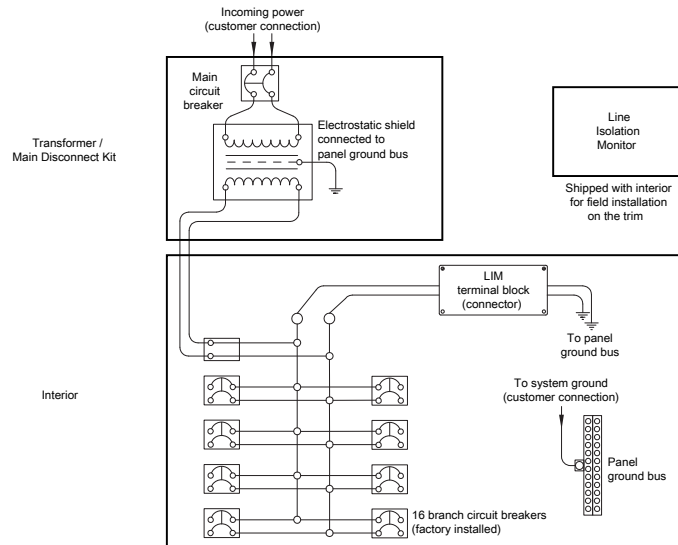 Incoming power
(customer connection)
Main
circuit
breaker
Transformer /
Main Disconnect Kit
Electrostatic shield
connected to
panel ground bus
Line
Isolation
Monitor
Shipped with interior
for field installation
on the trim
LIM
terminal block
(connector)
To panel
ground bus
Interior
To system ground
(customer connection)
Panel
ground bus
16 branch circuit breakers
(factory installed)